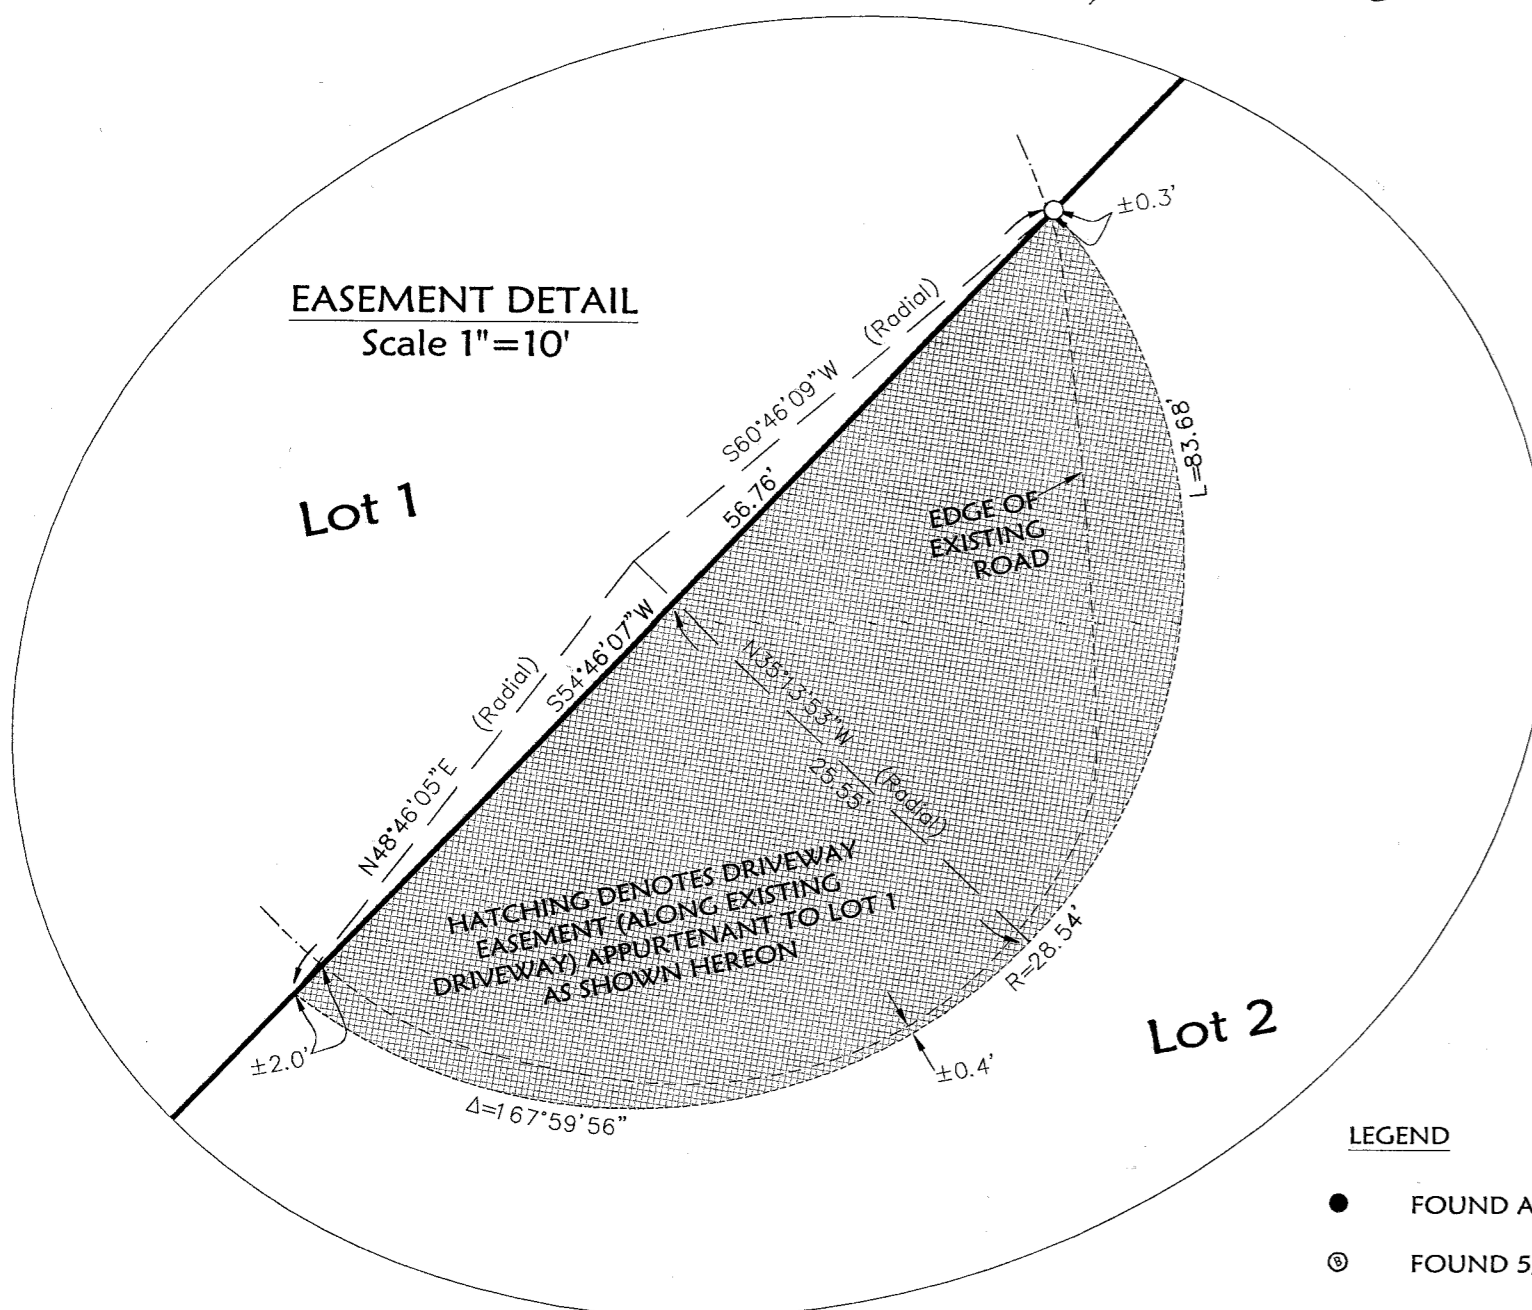 ±0.3'
EASEMENT DETAIL
Scale 1"=10'
(Radial)
S60°46'09"W
56.76'
L=83.68'
Lot 1
EDGE OF
EXISTING
ROAD
S54°46'07"W
(Radial)
N48°46'05"E
N35°13'53"W
(Radial)
25.55'
HATCHING DENOTES DRIVEWAY
EASEMENT (ALONG EXISTING
DRIVEWAY) APPURTENANT TO LOT 1
AS SHOWN HEREON
R=28.54'
Lot 2
±2.0'
±0.4'
Δ=167°59'56"
LEGEND
FOUND A
B FOUND 5